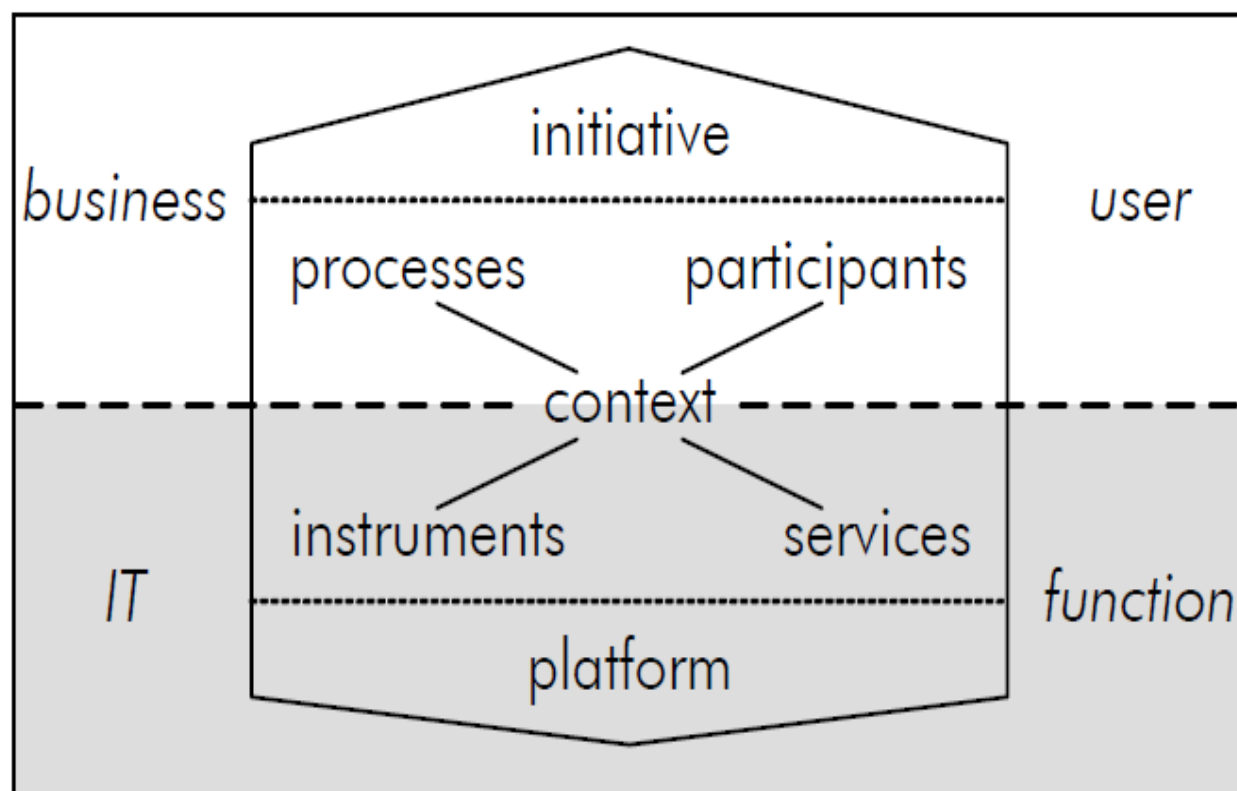 initiative
business
user
processes
participants
context
instruments
services
IT
function
platform